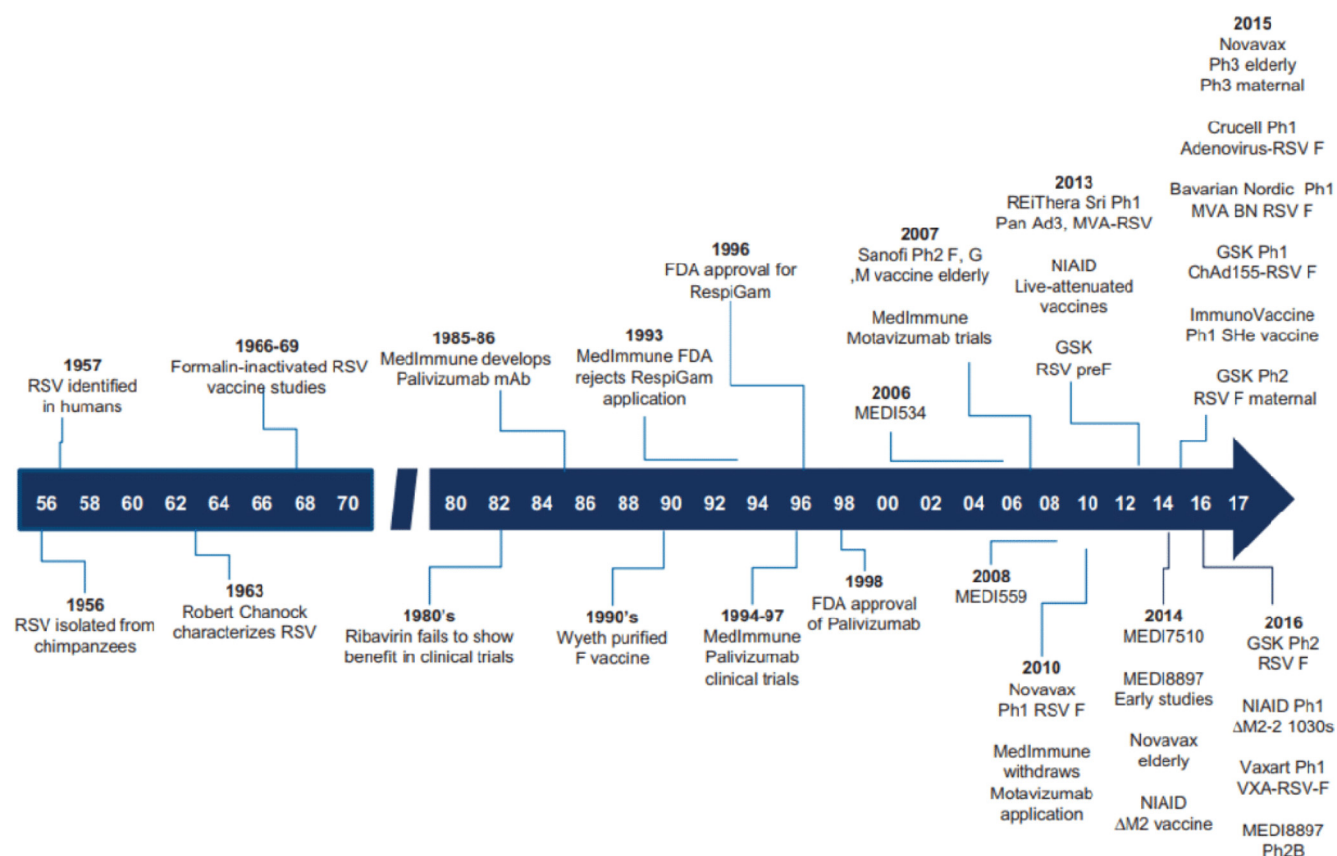 2015
Novavax
Ph3 elderly
Ph3 maternal
Crucell Ph1
Adenovirus-RSV F
Bavarian Nordic Ph1
MVA BN RSV F
GSK Ph1
ChAd155-RSV F
ImmunoVaccine
Ph1 SHe vaccine
GSK Ph2
RSV F maternal
2013
REiThera Sri Ph1
Pan Ad3, MVA-RSV
NIAID
Live-attenuated
vaccines
GSK
RSV preF
2007
Sanofi Ph2 F, G
,M vaccine elderly
MedImmune
Motavizumab trials
2006
MEDI534
1996
FDA approval for
RespiGam
1993
MedImmune FDA
rejects RespiGam
application
1985-86
MedImmune develops
Palivizumab mAb
1966-69
Formalin-inactivated RSV
vaccine studies
1957
RSV identified
in humans
56 58 60 62 64 66 68 70 80 82 84 86 88 90 92 94 96 98 00 02 04 06 08 10 12 14 16 17
1956
RSV isolated from
chimpanzees
1963
Robert Chanock
characterizes RSV
1980's
Ribavirin fails to show
benefit in clinical trials
1990's
Wyeth purified
F vaccine
1994-97
MedImmune
Palivizumab
clinical trials
1998
FDA approval
of Palivizumab
2008
MEDI559
2010
Novavax
Ph1 RSV F
MedImmune
withdraws
Motavizumab
application
2014
MEDI7510
MEDI8897
Early studies
Novavax
elderly
NIAID
ΔM2 vaccine
2016
GSK Ph2
RSV F
NIAID Ph1
ΔM2-2 1030s
Vaxart Ph1
VXA-RSV-F
MEDI8897
Ph2B